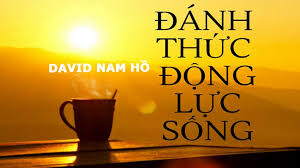 DAVID NAM HỒ
ĐÁNH
THỨC
ĐỘNG
LỰC
SỐNG